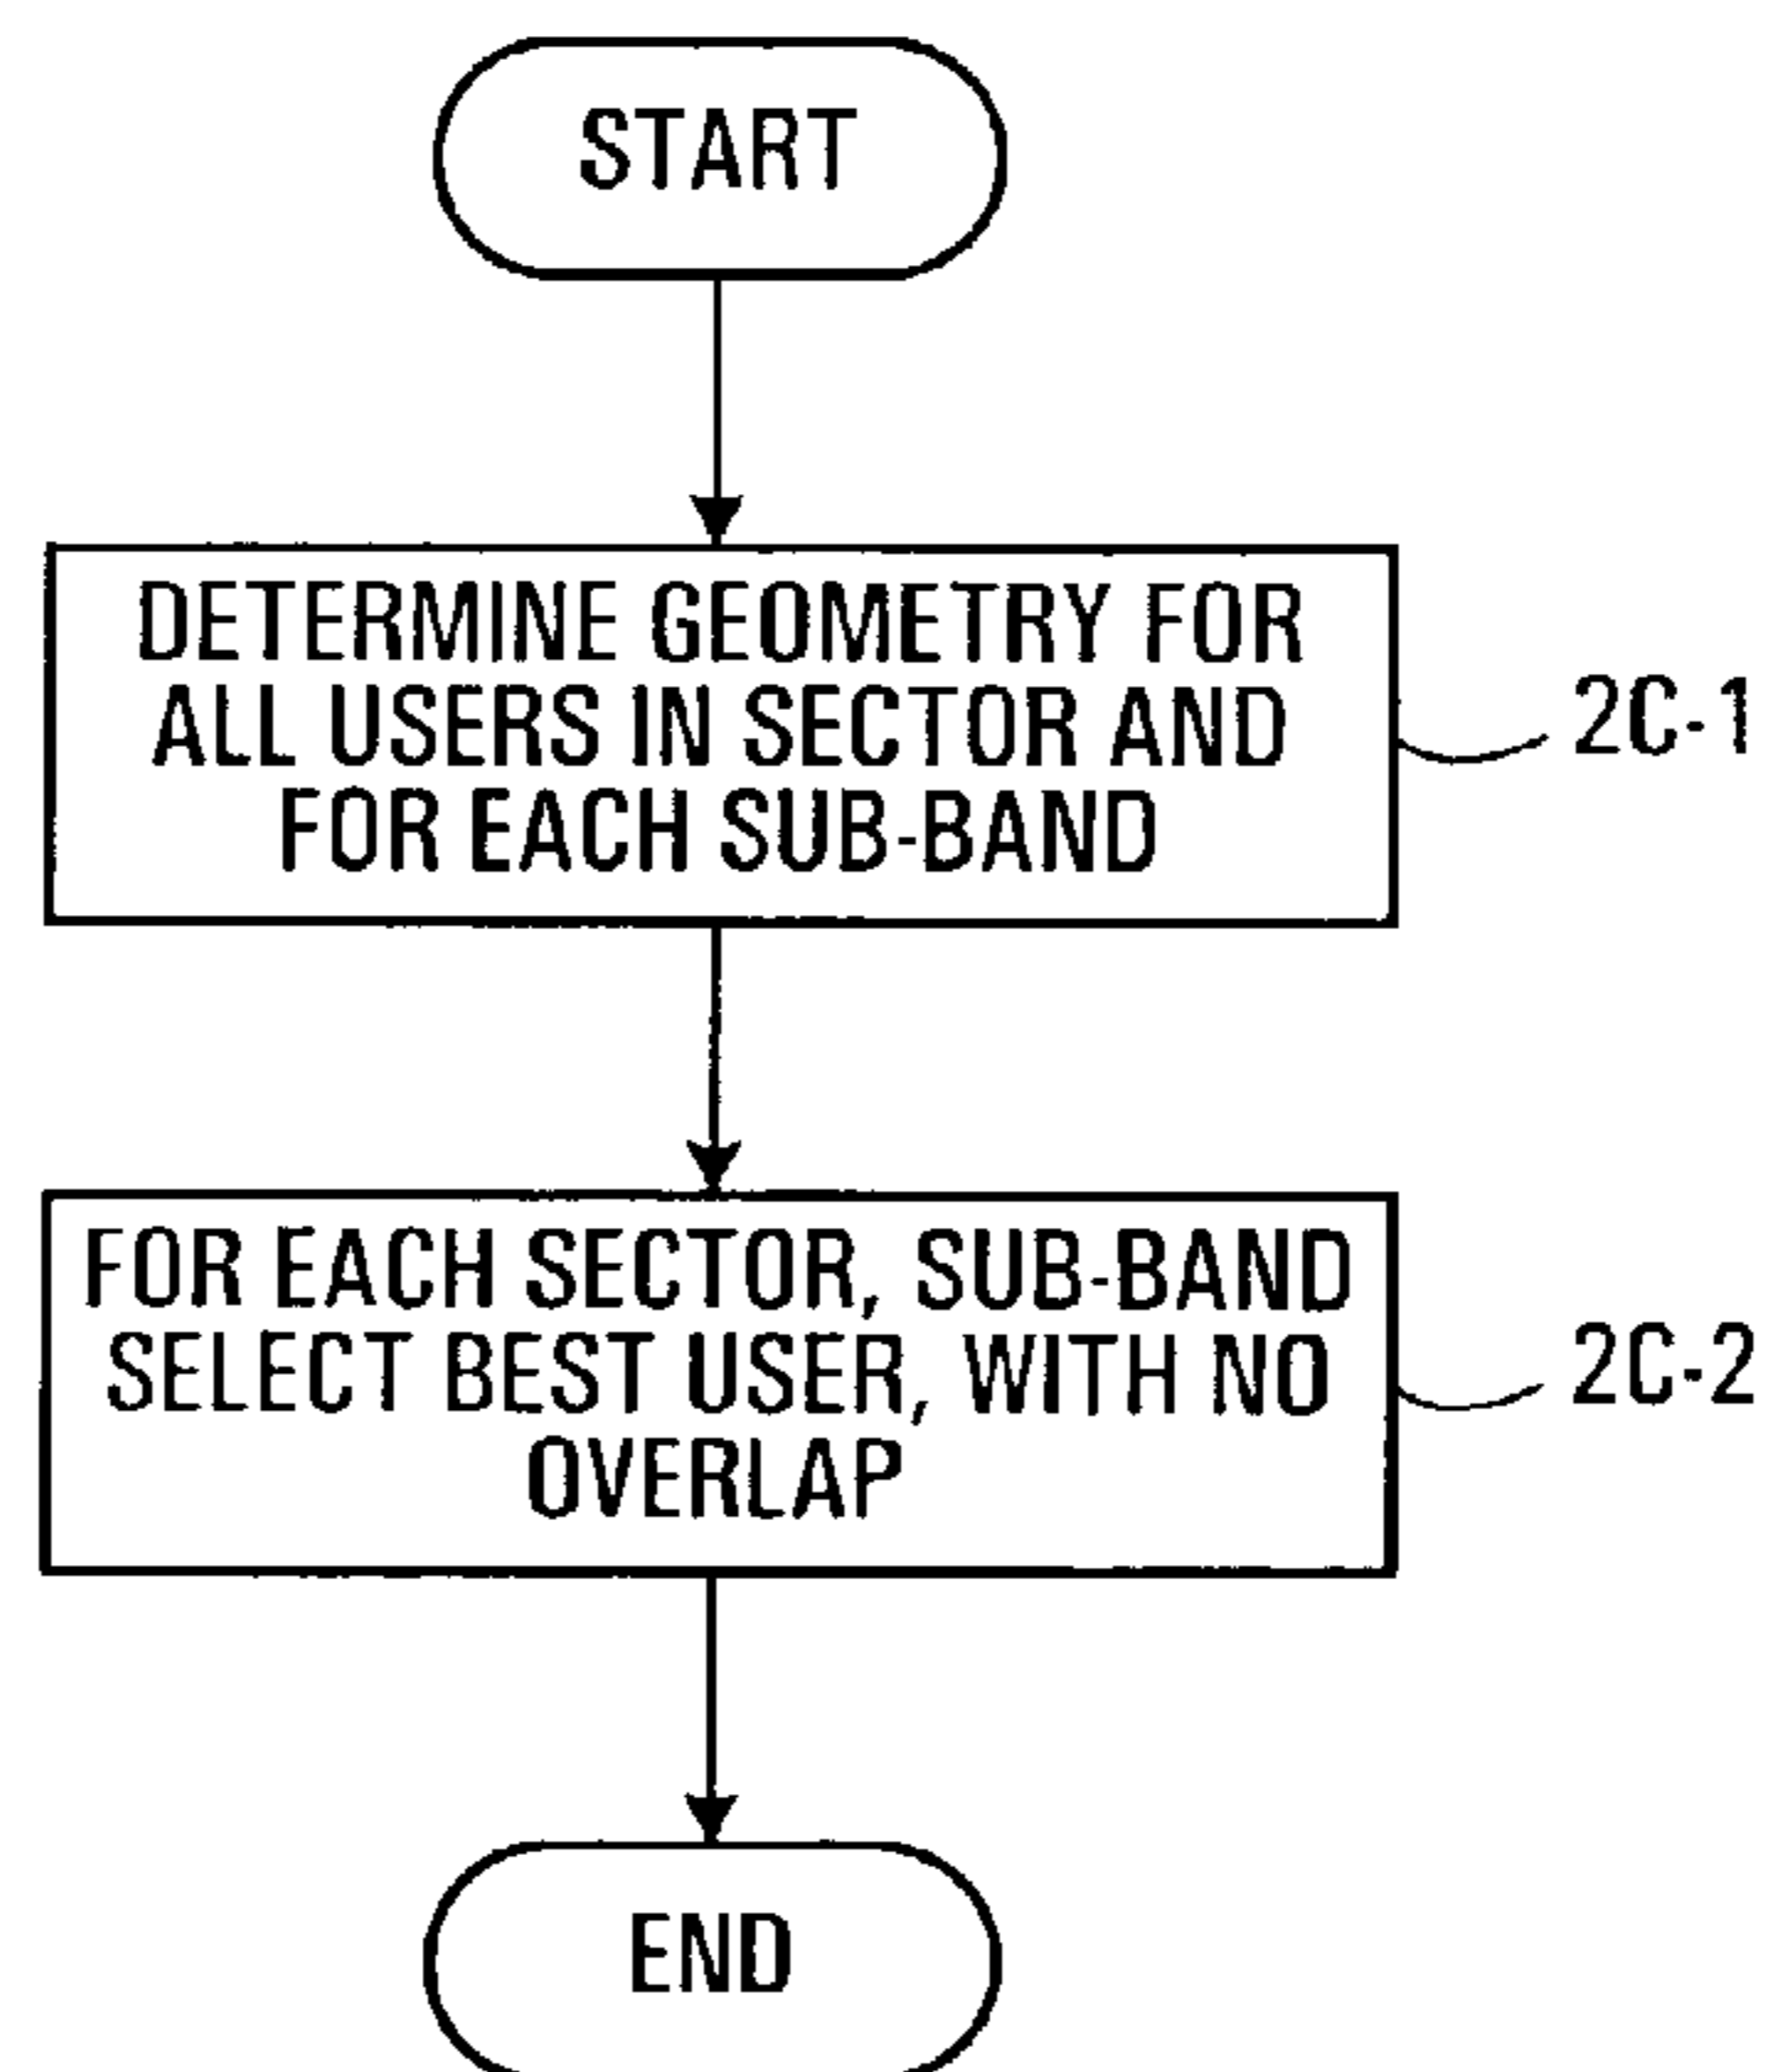 START
DETERMINE GEOMETRY FOR
ALL USERS IN SECTOR AND
FOR EACH SUB-BAND
2C-1
FOR EACH SECTOR, SUB-BAND
SELECT BEST USER, WITH NO
OVERLAP
2C-2
END